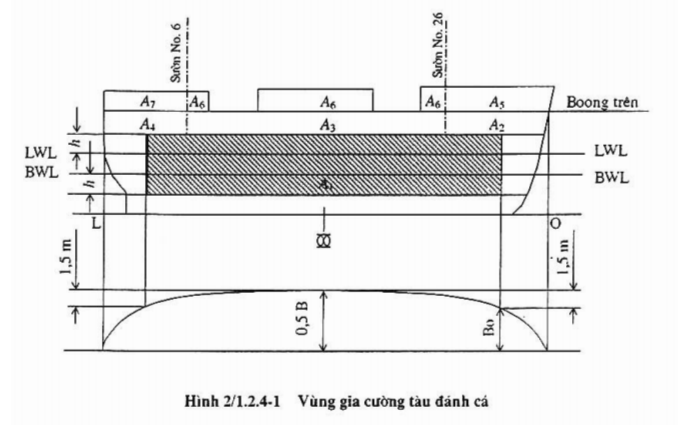 Sườn No. 6
Sườn No. 26
A7
A6
A6
A6
A5
Boong trên
A4
A3
A2
h
LWL
LWL
BWL
BWL
h
L
O
1,5 m
0,5 B
Bo
1,5 m
Hình 2/1.2.4-1 Vùng gia cường tàu đánh cá